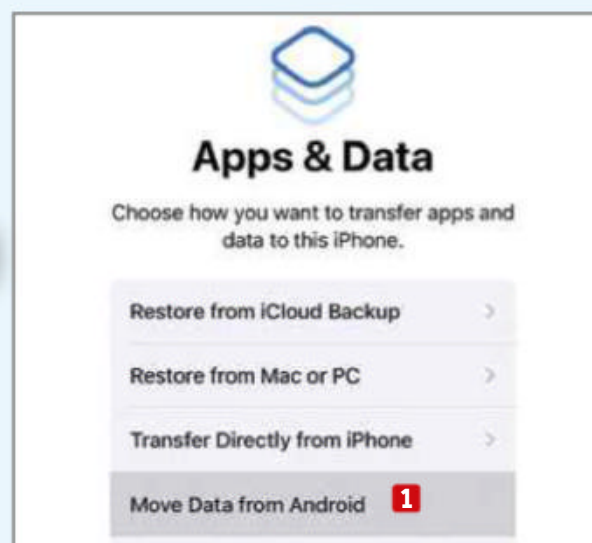 Apps & Data
Choose how you want to transfer apps and
data to this iPhone.
Restore from iCloud Backup
Restore from Mac or PC
Transfer Directly from iPhone
Move Data from Android 1